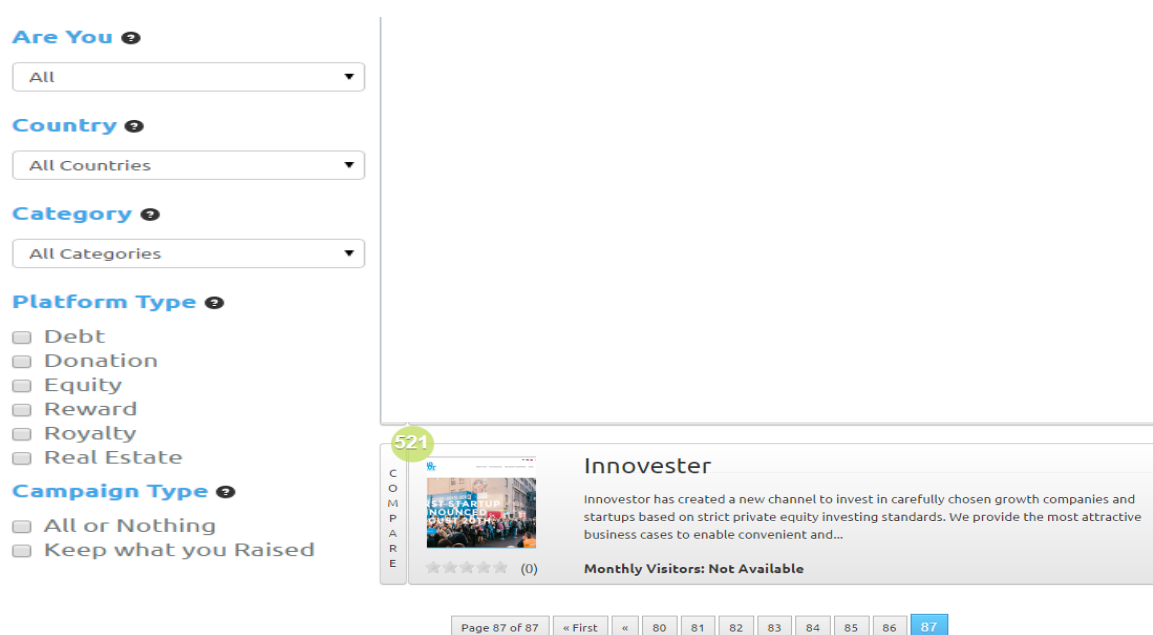 Are You
All
Country
All Countries
Category
All Categories
Platform Type
Debt
Donation
Equity
Reward
Royalty
Real Estate
Campaign Type
All or Nothing
Keep what you Raised
521
COMPARE
Innovester
Innovestor has created a new channel to invest in carefully chosen growth companies and
startups based on strict private equity investing standards. We provide the most attractive
business cases to enable convenient and...
(0)
Monthly Visitors: Not Available
Page 87 of 87 « First « 80 81 82 83 84 85 86 87